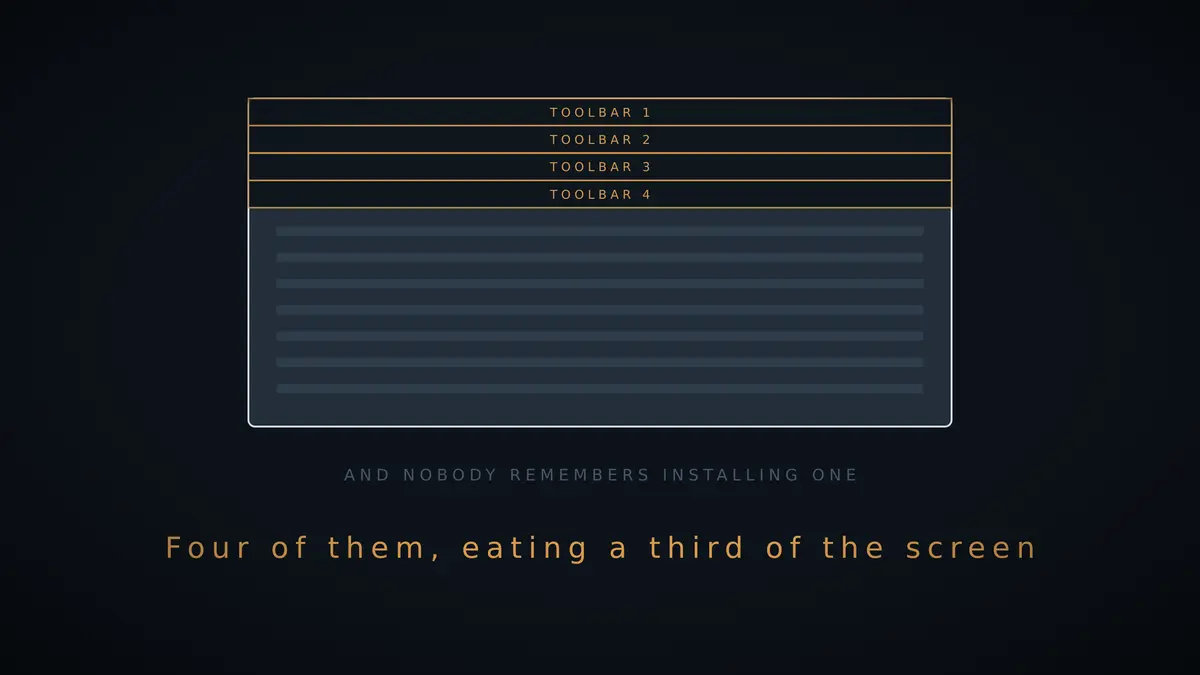 TOOLBAR 1
TOOLBAR 2
TOOLBAR 3
TOOLBAR 4
AND NOBODY REMEMBERS INSTALLING ONE
Four of them, eating a third of the screen